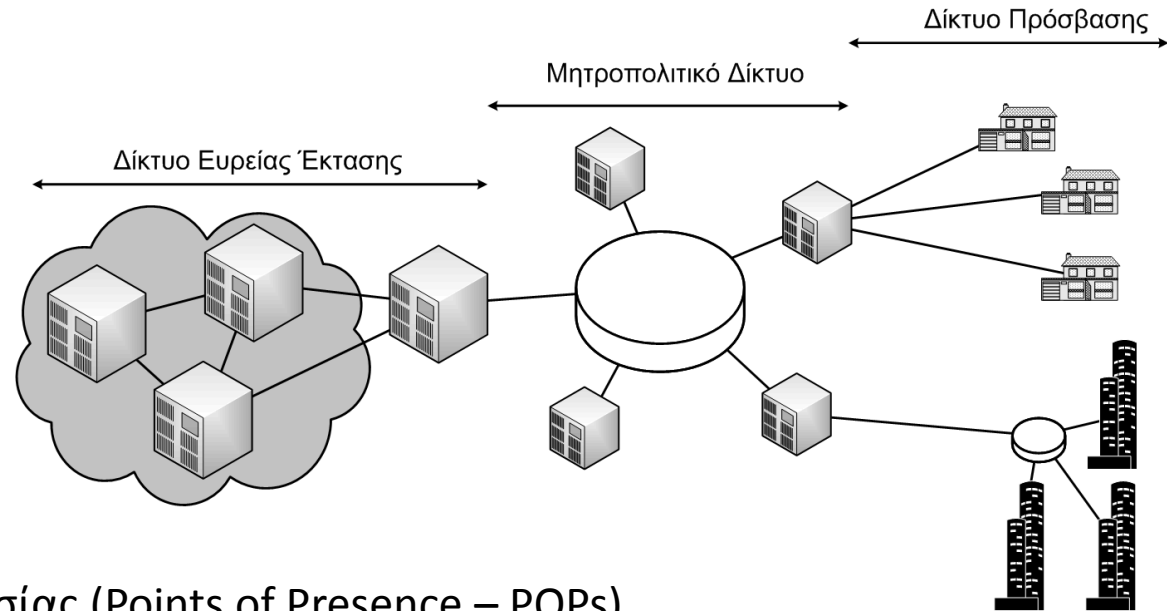 Δίκτυο Πρόσβασης
Μητροπολιτικό Δίκτυο
Δίκτυο Ευρείας Έκτασης
(Points of Presence – POPs)